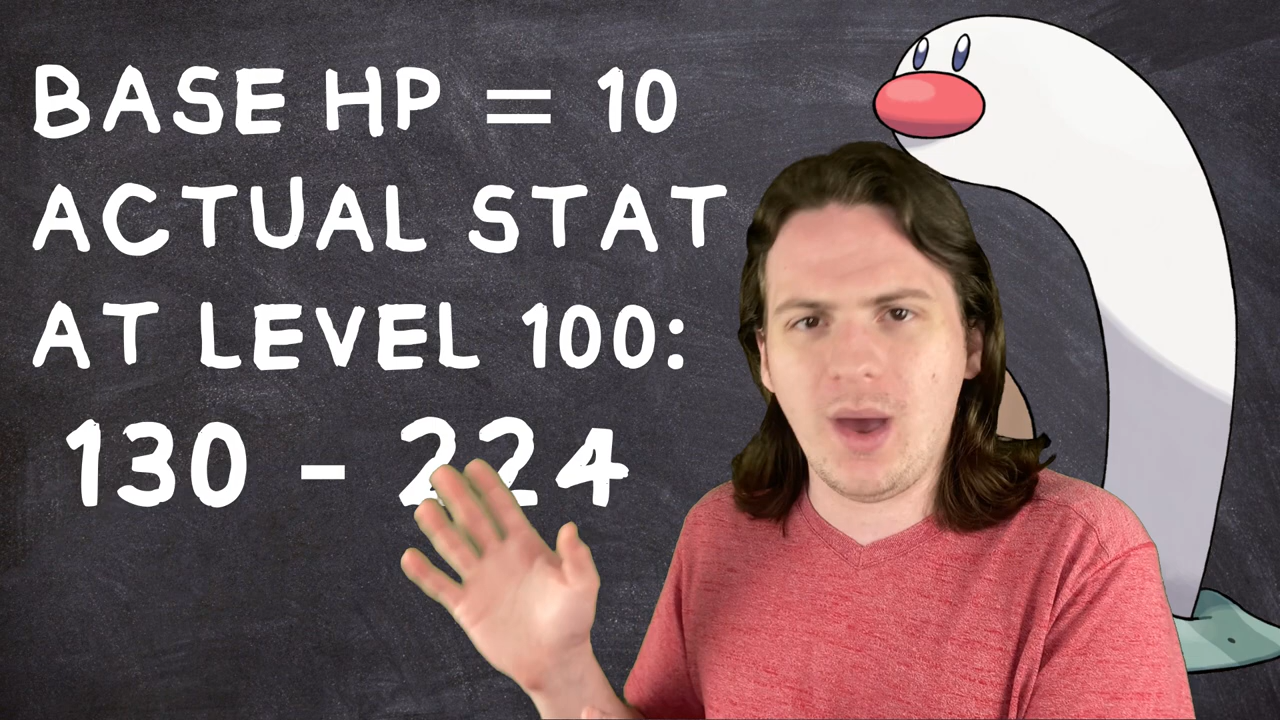 BASE HP = 10
ACTUAL STAT
AT LEVEL 100:
130 - 224